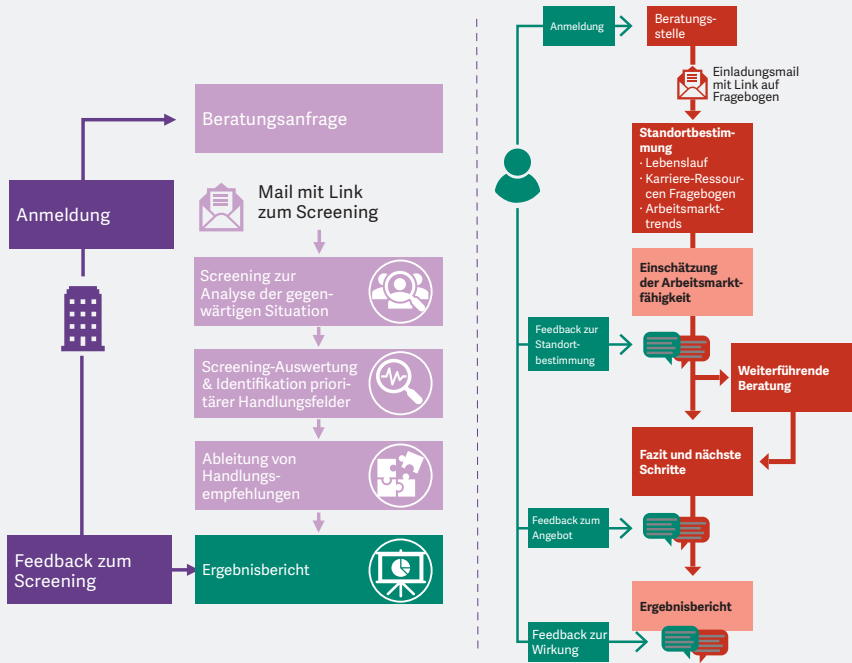 Beratungsanfrage
Anmeldung
Mail mit Link
zum Screening
Screening zur
Analyse der gegen-
wärtigen Situation
Screening-Auswertung
& Identifikation priori-
tärer Handlungsfelder
Ableitung von
Handlungs-
empfehlungen
Feedback zum
Screening
Ergebnisbericht
Anmeldung
Beratungs-
stelle
Einladungsmail
mit Link auf
Fragebogen
Standortbestim-
mung
· Lebenslauf
· Karriere-Ressour-
cen Fragebogen
· Arbeitsmarkt-
trends
Einschätzung
der Arbeitsmarkt-
fähigkeit
Feedback zur
Standort-
bestimmung
Weiterführende
Beratung
Fazit und nächste
Schritte
Feedback zum
Angebot
Ergebnisbericht
Feedback zur
Wirkung